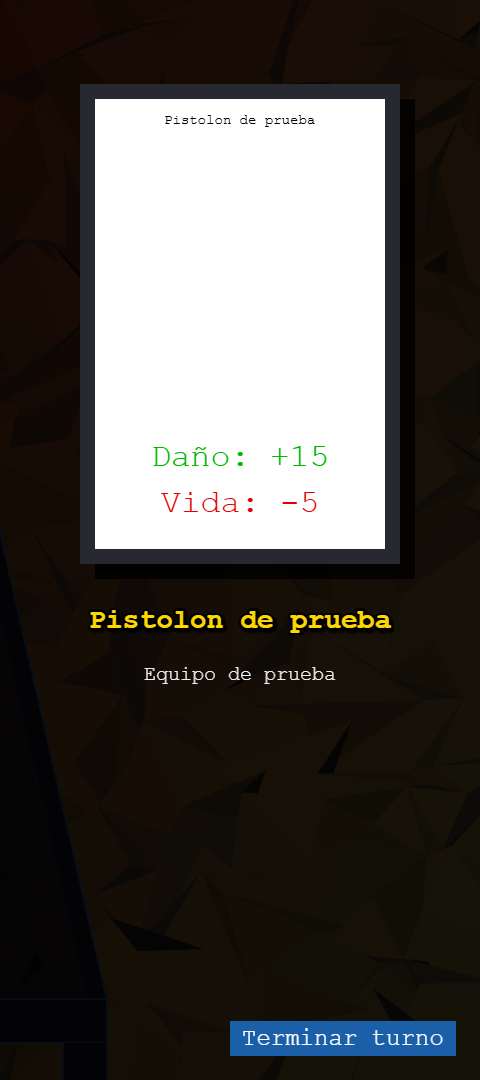 Pistolon de prueba
Daño: +15
Vida: -5
Pistolon de prueba
Equipo de prueba
Terminar turno